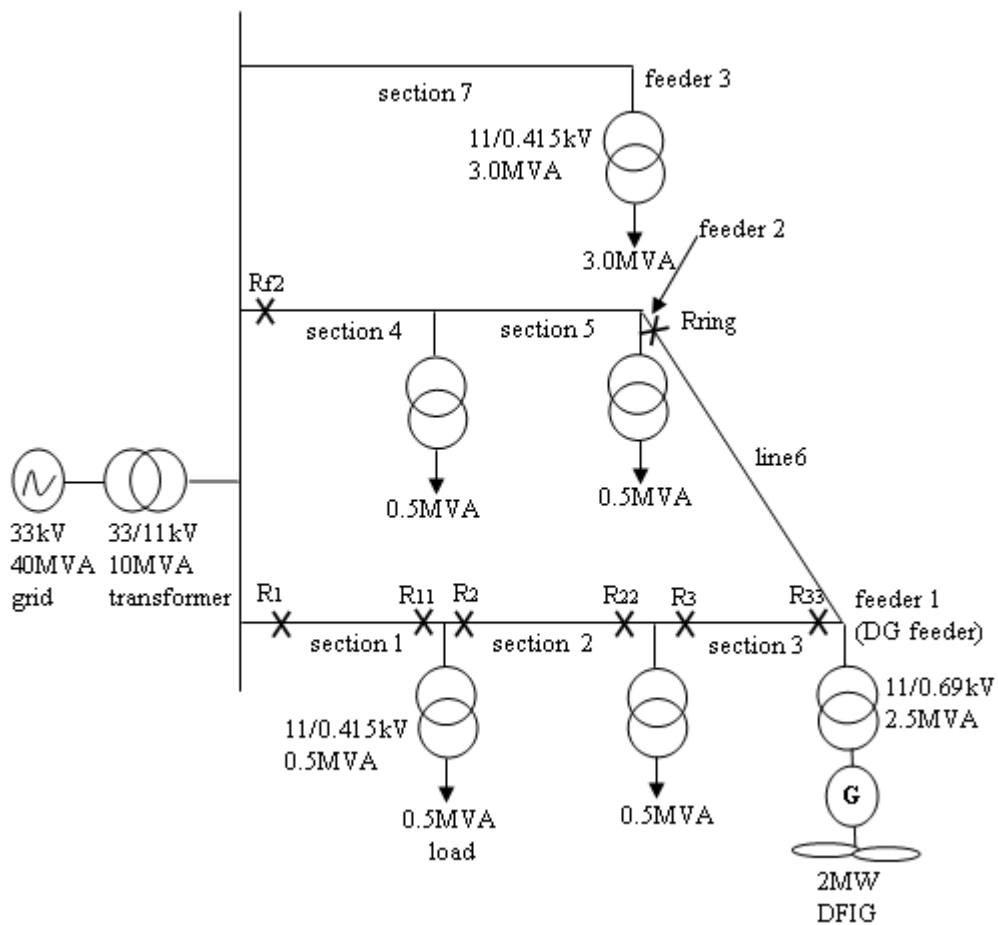 feeder 3
section 7
11/0.415kV
3.0MVA
3.0MVA
feeder 2
Rf2
section 4
section 5
Rring
0.5MVA
0.5MVA
line6
33kV
40MVA
grid
33/11kV
10MVA
transformer
R1
R11
R2
R22
R3
R33
feeder 1
(DG feeder)
section 1
section 2
section 3
11/0.415kV
0.5MVA
11/0.69kV
2.5MVA
G
0.5MVA
load
0.5MVA
2MW
DFIG